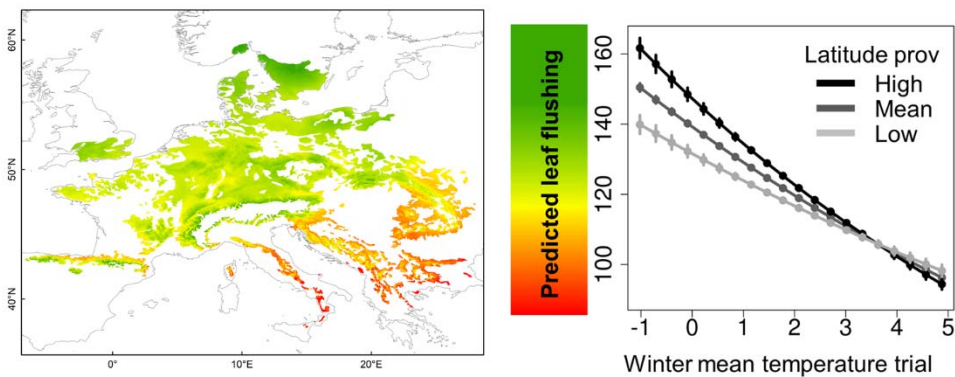 60°N
50°N
40°N
0°
10°E
20°E
Predicted leaf flushing
160
140
120
100
Latitude prov
High
Mean
Low
-1 0 1 2 3 4 5
Winter mean temperature trial